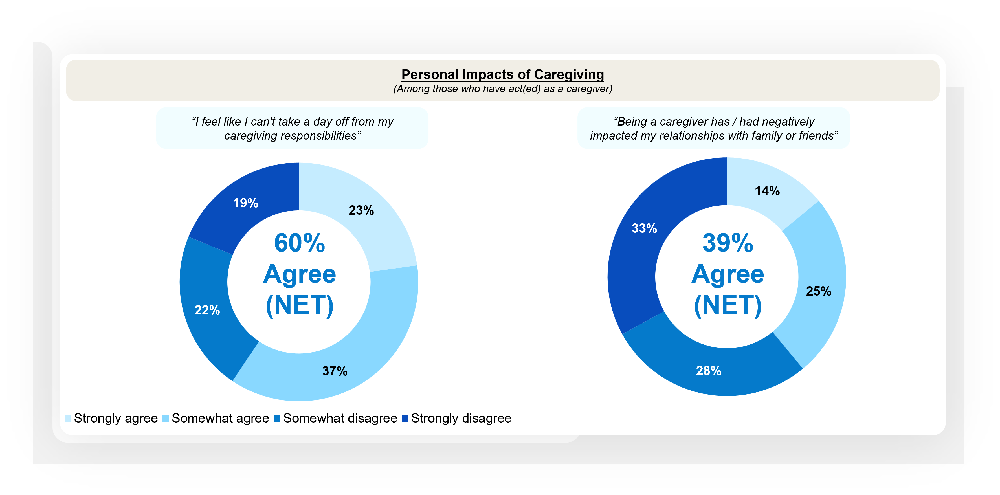 Personal Impacts of Caregiving
(Among those who have act(ed) as a caregiver)
“I feel like I can't take a day off from my
caregiving responsibilities”
19%
23%
60%
Agree
(NET)
22%
37%
“Being a caregiver has / had negatively
impacted my relationships with family or friends”
14%
33%
39%
Agree
(NET)
25%
28%
Strongly agree Somewhat agree Somewhat disagree Strongly disagree